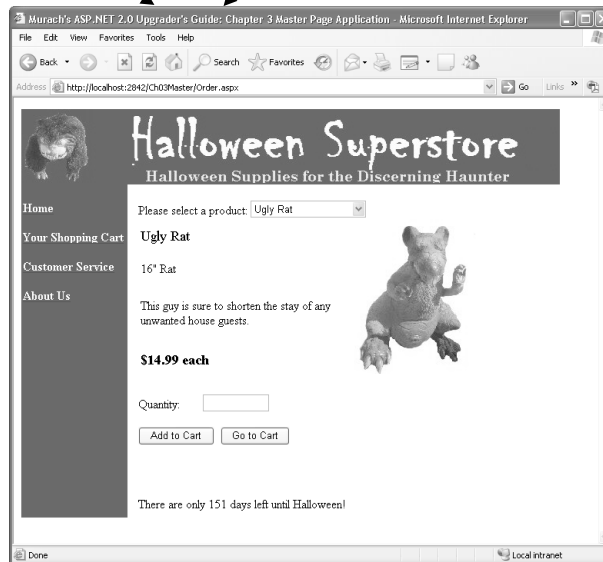 Murach's ASP.NET 2.0 Upgrader's Guide: Chapter 3 Master Page Application - Microsoft Internet Explorer
File Edit View Favorites Tools Help
Back Search Favorites
Address http://localhost:2842/Ch03Master/Order.aspx Go Links »
Halloween Superstore
Halloween Supplies for the Discerning Haunter
Home
Your Shopping Cart
Customer Service
About Us
Please select a product: Ugly Rat
Ugly Rat
16" Rat
This guy is sure to shorten the stay of any
unwanted house guests.
$14.99 each
Quantity:
Add to Cart Go to Cart
There are only 151 days left until Halloween!
Done Local intranet